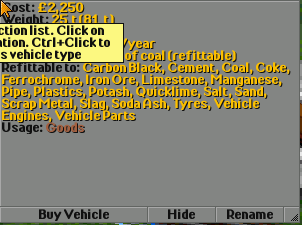 Cost: £2,250
Weight: 25 t (81 t)
ction list. Click on
ation. Ctrl+Click to
/year
s vehicle type
of coal (refittable)
Refittable to: Carbon Black, Cement, Coal, Coke,
Ferrochrome, Iron Ore, Limestone, Manganese,
Pipe, Plastics, Potash, Quicklime, Salt, Sand,
Scrap Metal, Slag, Soda Ash, Tyres, Vehicle
Engines, Vehicle Parts
Usage: Goods
Buy Vehicle
Hide
Rename